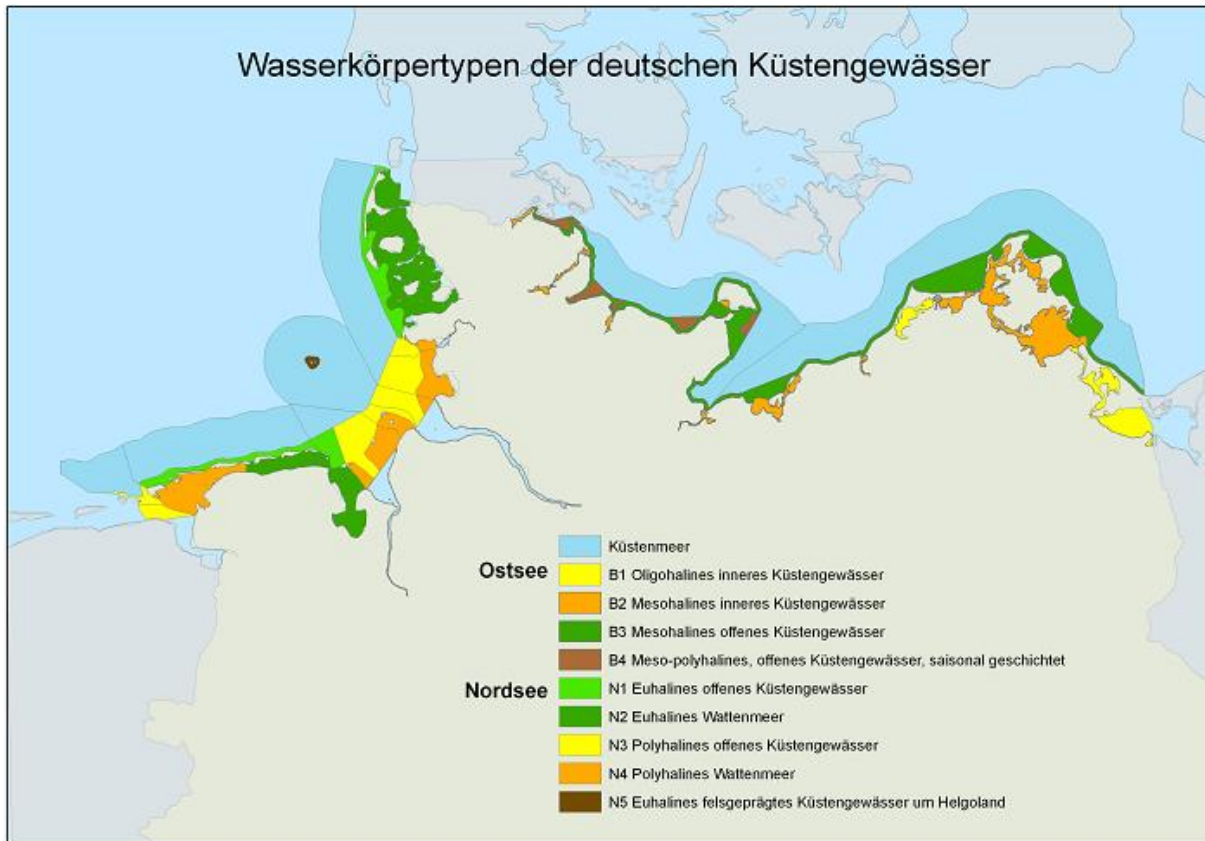 Wasserkörpertypen der deutschen Küstengewässer
Küstenmeer
Ostsee
B1 Oligohalines inneres Küstengewässer
B2 Mesohalines inneres Küstengewässer
B3 Mesohalines offenes Küstengewässer
B4 Meso-polyhalines, offenes Küstengewässer, saisonal geschichtet
Nordsee
N1 Euhalines offenes Küstengewässer
N2 Euhalines Wattenmeer
N3 Polyhalines offenes Küstengewässer
N4 Polyhalines Wattenmeer
N5 Euhalines felsgeprägtes Küstengewässer um Helgoland